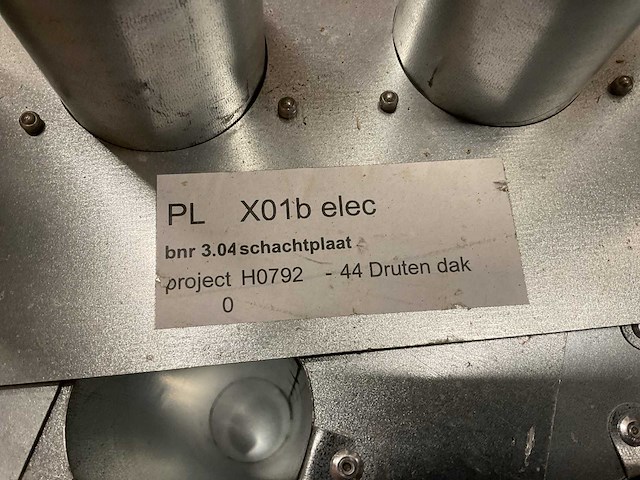 PL X01b elec
bnr 3.04 schachtplaat
project H0792 - 44 Druten dak
0